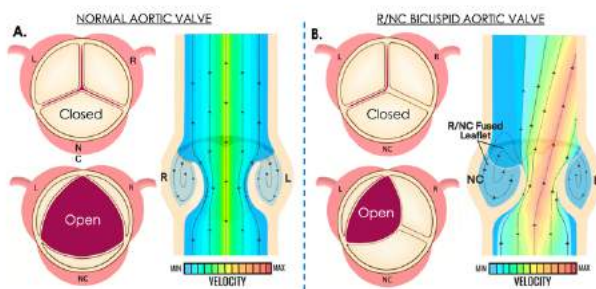 NORMAL AORTIC VALVE
A.
L
R
Closed
N
C
L
R
Open
NC
R
L
MIN
MAX
VELOCITY
R/NC BICUSPID AORTIC VALVE
B.
L
R
Closed
NC
L
R
Open
NC
R/NC Fused
Leaflet
NC
MIN
MAX
VELOCITY